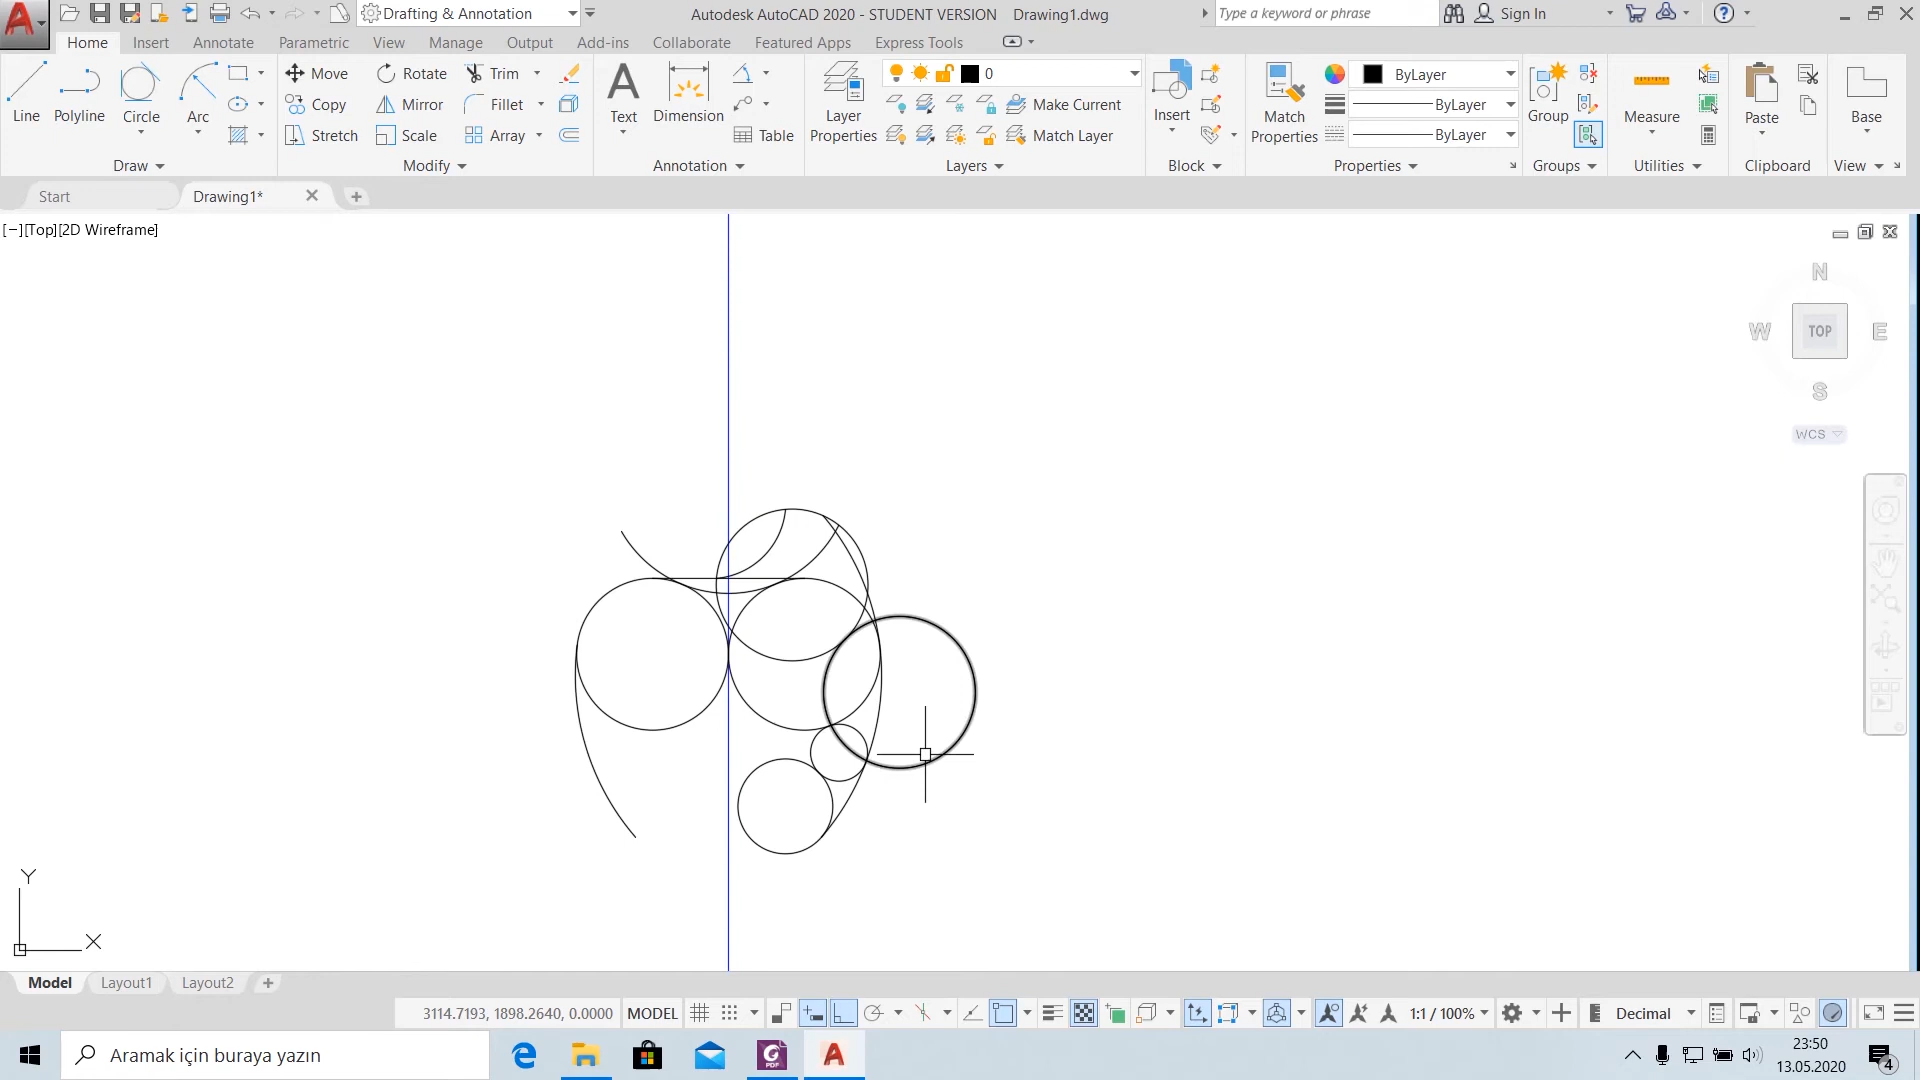 Drafting & Annotation
Autodesk AutoCAD 2020 - STUDENT VERSION Drawing1.dwg
Type a keyword or phrase
Sign In
Home Insert Annotate Parametric View Manage Output Add-ins Collaborate Featured Apps Express Tools
Line Polyline Circle Arc
Move Rotate Trim
Copy Mirror Fillet
Stretch Scale Array
Text Dimension Table
Layer Properties
0
Make Current
Match Layer
Insert
Match Properties
ByLayer
ByLayer
ByLayer
Group
Measure
Paste
Base
Draw Modify Annotation Layers Block Properties Groups Utilities Clipboard View
Start Drawing1*
[−][Top][2D Wireframe]
N
W TOP E
S
WCS
Y
X
Model Layout1 Layout2
3114.7193, 1898.2640, 0.0000 MODEL 1:1 / 100% Decimal
Aramak için buraya yazın
PDF
23:50
13.05.2020
4